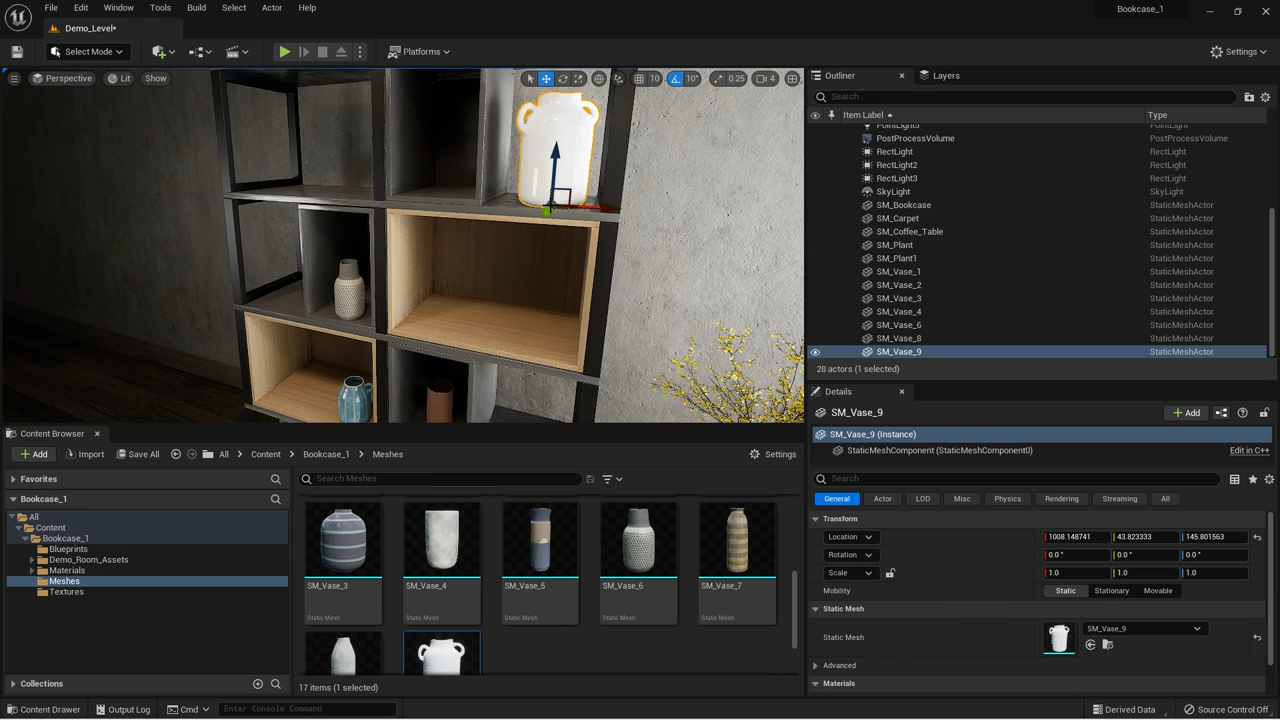 File Edit Window Tools Build Select Actor Help
Bookcase_1
Demo_Level*
Select Mode
Platforms
Settings
Perspective
Lit
Show
10
10°
0.25
4
Outliner
Layers
Search...
Item Label
Type
PointLight5 PointLight
PostProcessVolume PostProcessVolume
RectLight RectLight
RectLight2 RectLight
RectLight3 RectLight
SkyLight SkyLight
SM_Bookcase StaticMeshActor
SM_Carpet StaticMeshActor
SM_Coffee_Table StaticMeshActor
SM_Plant StaticMeshActor
SM_Plant1 StaticMeshActor
SM_Vase_1 StaticMeshActor
SM_Vase_2 StaticMeshActor
SM_Vase_3 StaticMeshActor
SM_Vase_4 StaticMeshActor
SM_Vase_6 StaticMeshActor
SM_Vase_8 StaticMeshActor
SM_Vase_9 StaticMeshActor
28 actors (1 selected)
Details
SM_Vase_9
Add
SM_Vase_9 (Instance)
StaticMeshComponent (StaticMeshComponent0)
Edit in C++
Search
General Actor LOD Misc Physics Rendering Streaming All
Transform
Location 1008.148741 43.823333 145.801563
Rotation 0.0 ° 0.0 ° 0.0 °
Scale 1.0 1.0 1.0
Mobility Static Stationary Movable
Static Mesh
Static Mesh SM_Vase_9
Advanced
Materials
Content Browser
Add Import Save All All Content Bookcase_1 Meshes Settings
Favorites
Bookcase_1
All
Content
Bookcase_1
Blueprints
Demo_Room_Assets
Materials
Meshes
Textures
Collections
Search Meshes
SM_Vase_3 SM_Vase_4 SM_Vase_5 SM_Vase_6 SM_Vase_7
Static Mesh Static Mesh Static Mesh Static Mesh Static Mesh
17 items (1 selected)
Content Drawer Output Log Cmd Enter Console Command Derived Data Source Control Off